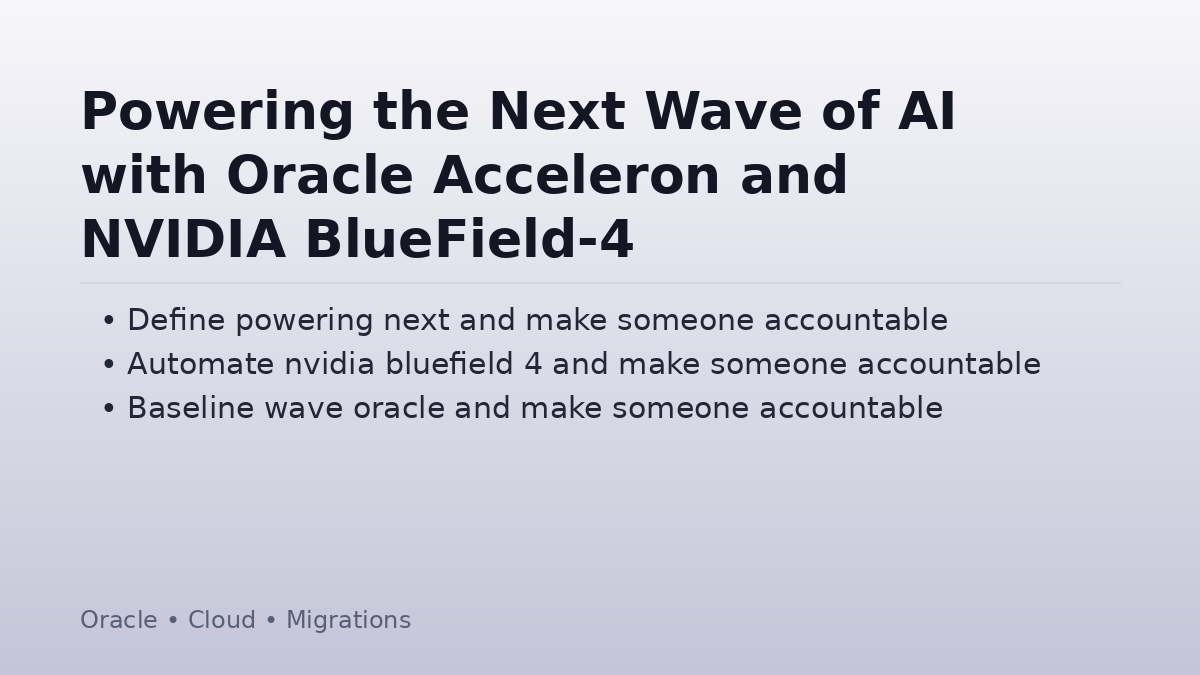 Powering the Next Wave of AI
with Oracle Acceleron and
NVIDIA BlueField-4
• Define powering next and make someone accountable
• Automate nvidia bluefield 4 and make someone accountable
• Baseline wave oracle and make someone accountable
Oracle • Cloud • Migrations